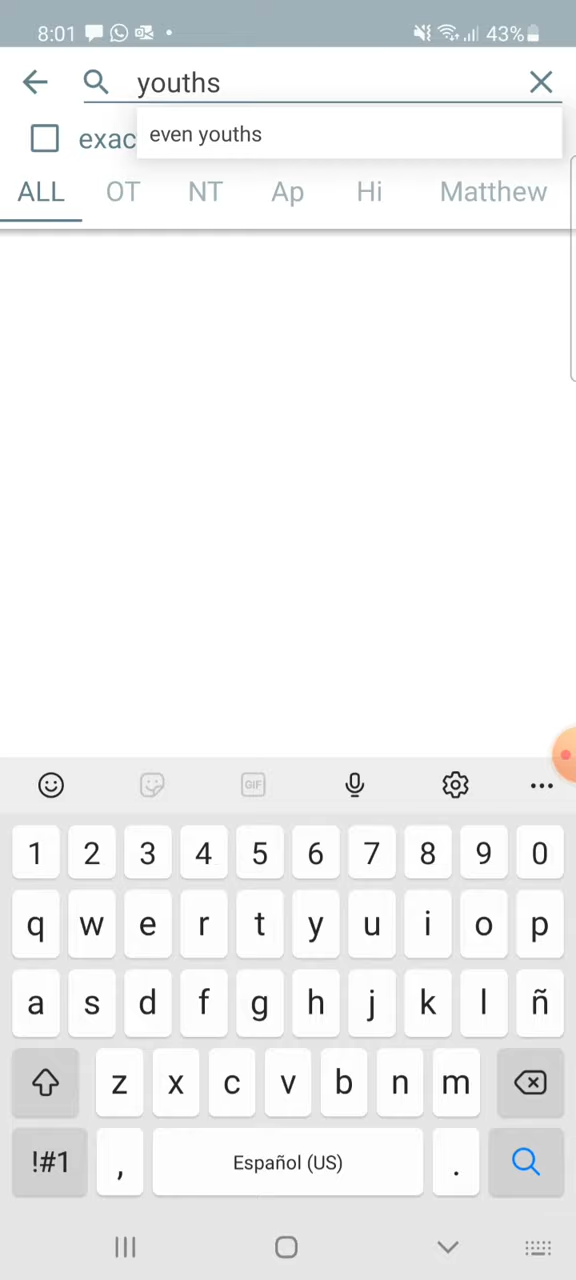 8:01 43%
youths
exac
even youths
ALL OT NT Ap Hi Matthew
GIF
1 2 3 4 5 6 7 8 9 0
q w e r t y u i o p
a s d f g h j k l ñ
z x c v b n m
!#1 , Español (US) .